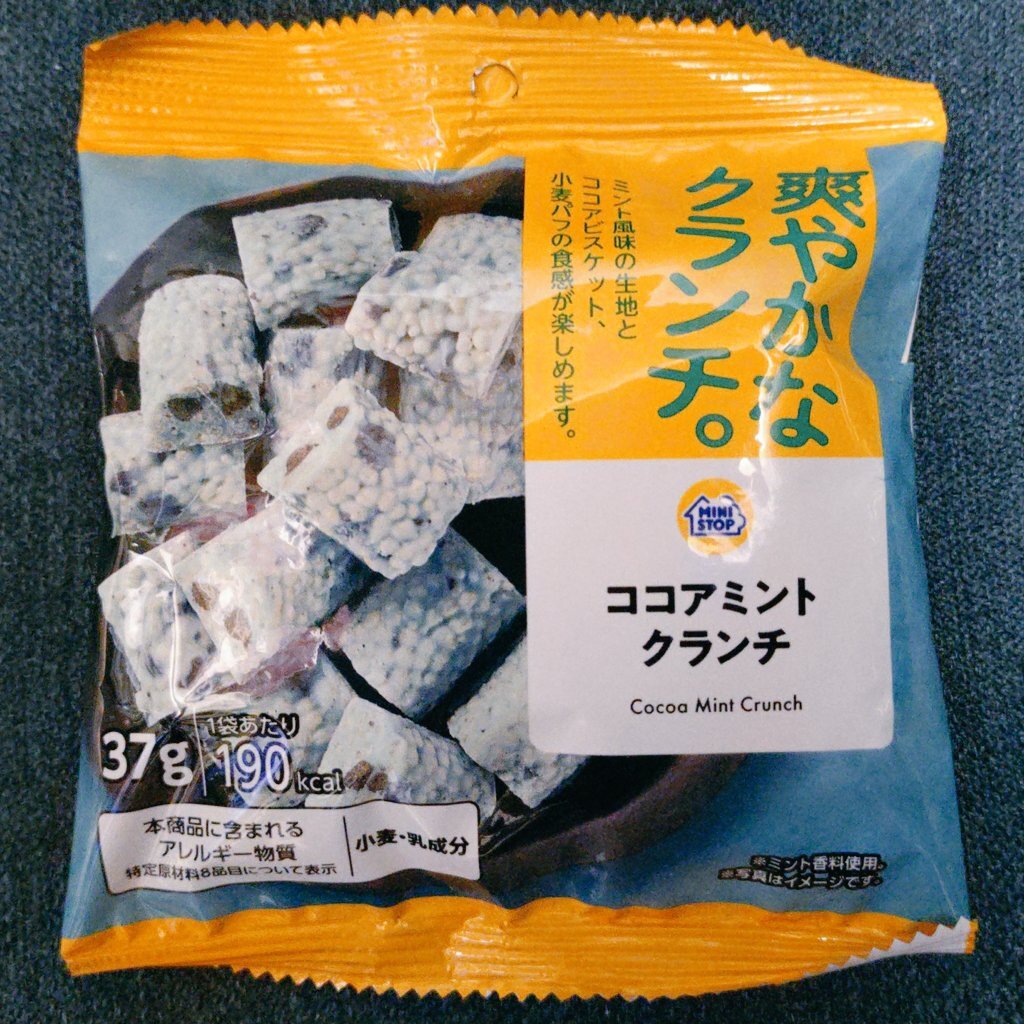 爽やかな
クランチ。
ミント風味の生地と
ココアビスケット、
小麦パフの食感が楽しめます。
MINI
STOP
ココアミント
クランチ
Cocoa Mint Crunch
37g
1袋あたり
190kcal
本商品に含まれる
アレルギー物質
特定原材料8品目について表示
小麦・乳成分
※ミント香料使用。
※写真はイメージです。